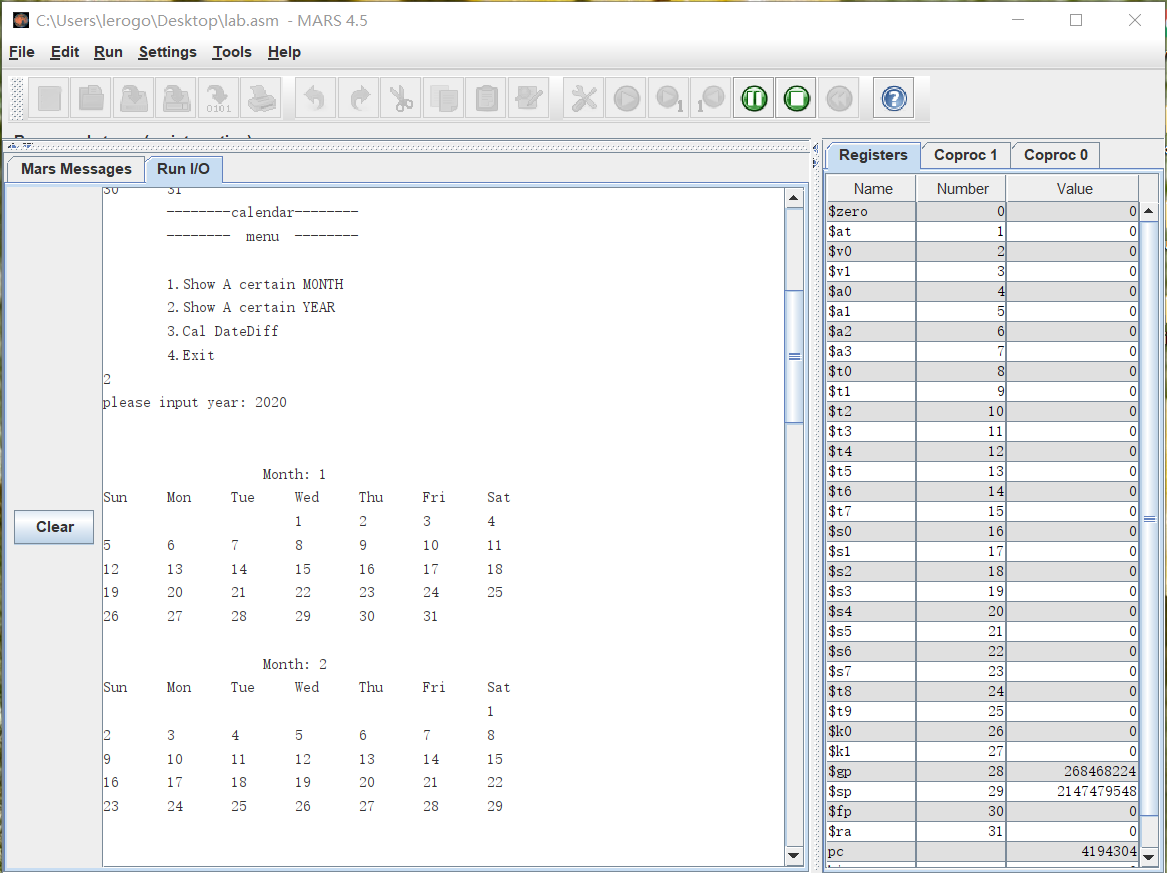 C:\Users\lerogo\Desktop\lab.asm - MARS 4.5
File Edit Run Settings Tools Help
Mars Messages Run I/O
30 31
--------calendar--------
-------- menu --------
1.Show A certain MONTH
2.Show A certain YEAR
3.Cal DateDiff
4.Exit
2
please input year: 2020
Month: 1
Sun Mon Tue Wed Thu Fri Sat
1 2 3 4
5 6 7 8 9 10 11
12 13 14 15 16 17 18
19 20 21 22 23 24 25
26 27 28 29 30 31
Month: 2
Sun Mon Tue Wed Thu Fri Sat
1
2 3 4 5 6 7 8
9 10 11 12 13 14 15
16 17 18 19 20 21 22
23 24 25 26 27 28 29
Clear
Registers Coproc 1 Coproc 0
Name Number Value
$zero 0 0
$at 1 0
$v0 2 0
$v1 3 0
$a0 4 0
$a1 5 0
$a2 6 0
$a3 7 0
$t0 8 0
$t1 9 0
$t2 10 0
$t3 11 0
$t4 12 0
$t5 13 0
$t6 14 0
$t7 15 0
$s0 16 0
$s1 17 0
$s2 18 0
$s3 19 0
$s4 20 0
$s5 21 0
$s6 22 0
$s7 23 0
$t8 24 0
$t9 25 0
$k0 26 0
$k1 27 0
$gp 28 268468224
$sp 29 2147479548
$fp 30 0
$ra 31 0
pc 4194304